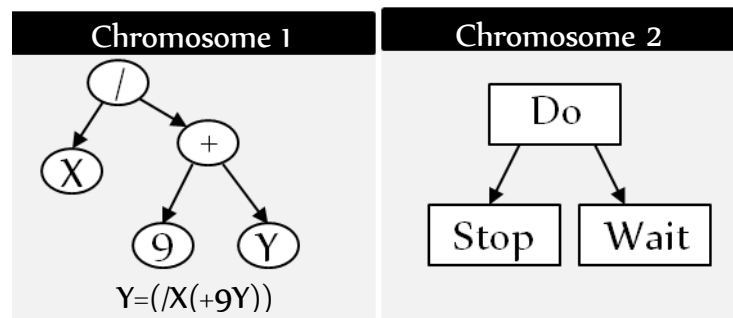 Chromosome 1
/
+
X
9
Y
Y=(/X(+9Y))
Chromosome 2
Do
Stop
Wait